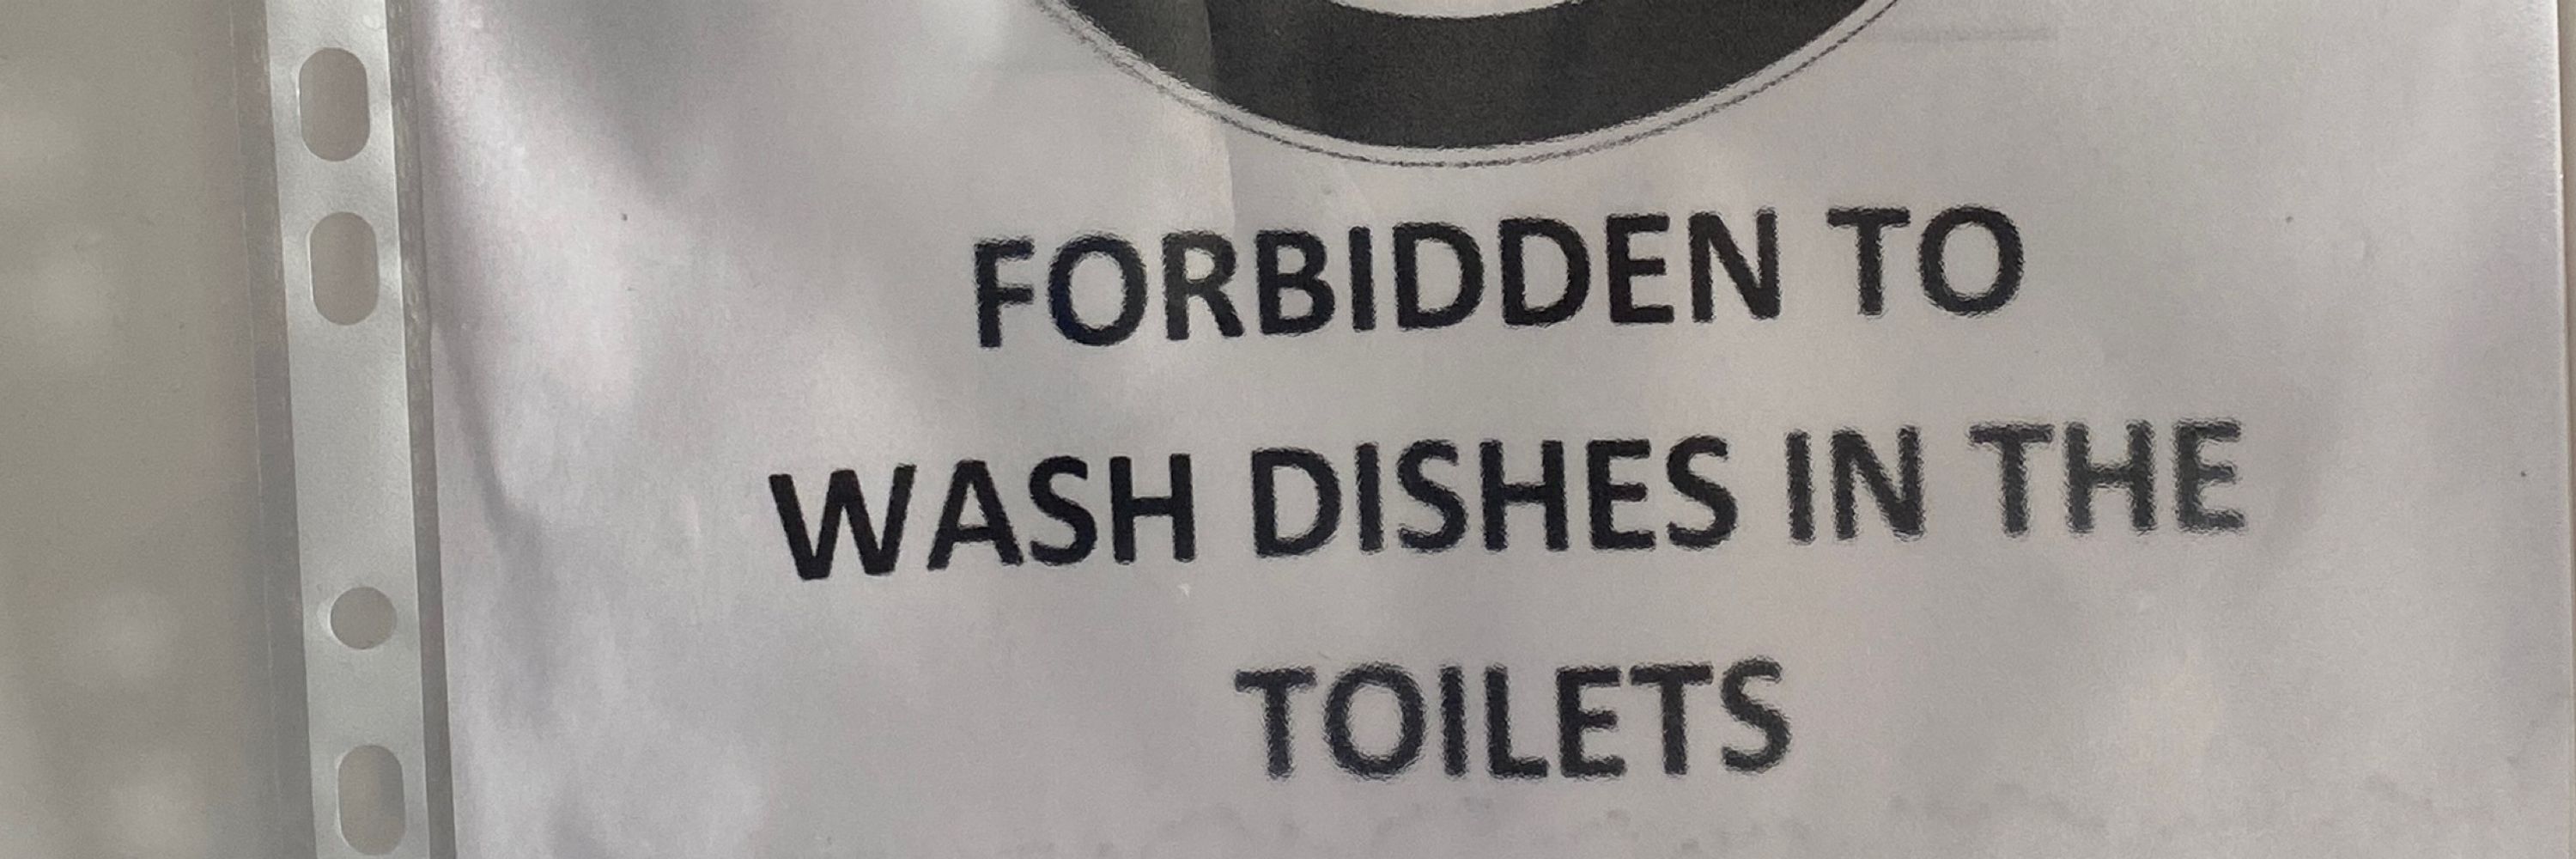 FORBIDDEN TO
WASH DISHES IN THE
TOILETS